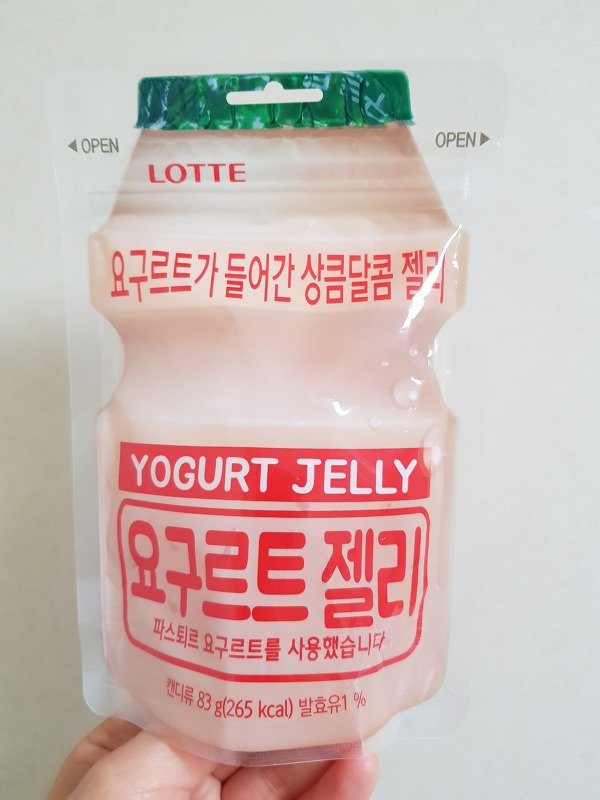 ◀ OPEN OPEN ▶
LOTTE
요구르트가 들어간 상큼달콤 젤리
YOGURT JELLY
요구르트 젤리
파스퇴르 요구르트를 사용했습니다
캔디류 83 g(265 kcal) 발효유1 %